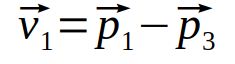 v⃗₁ = p⃗₁ − p⃗₃